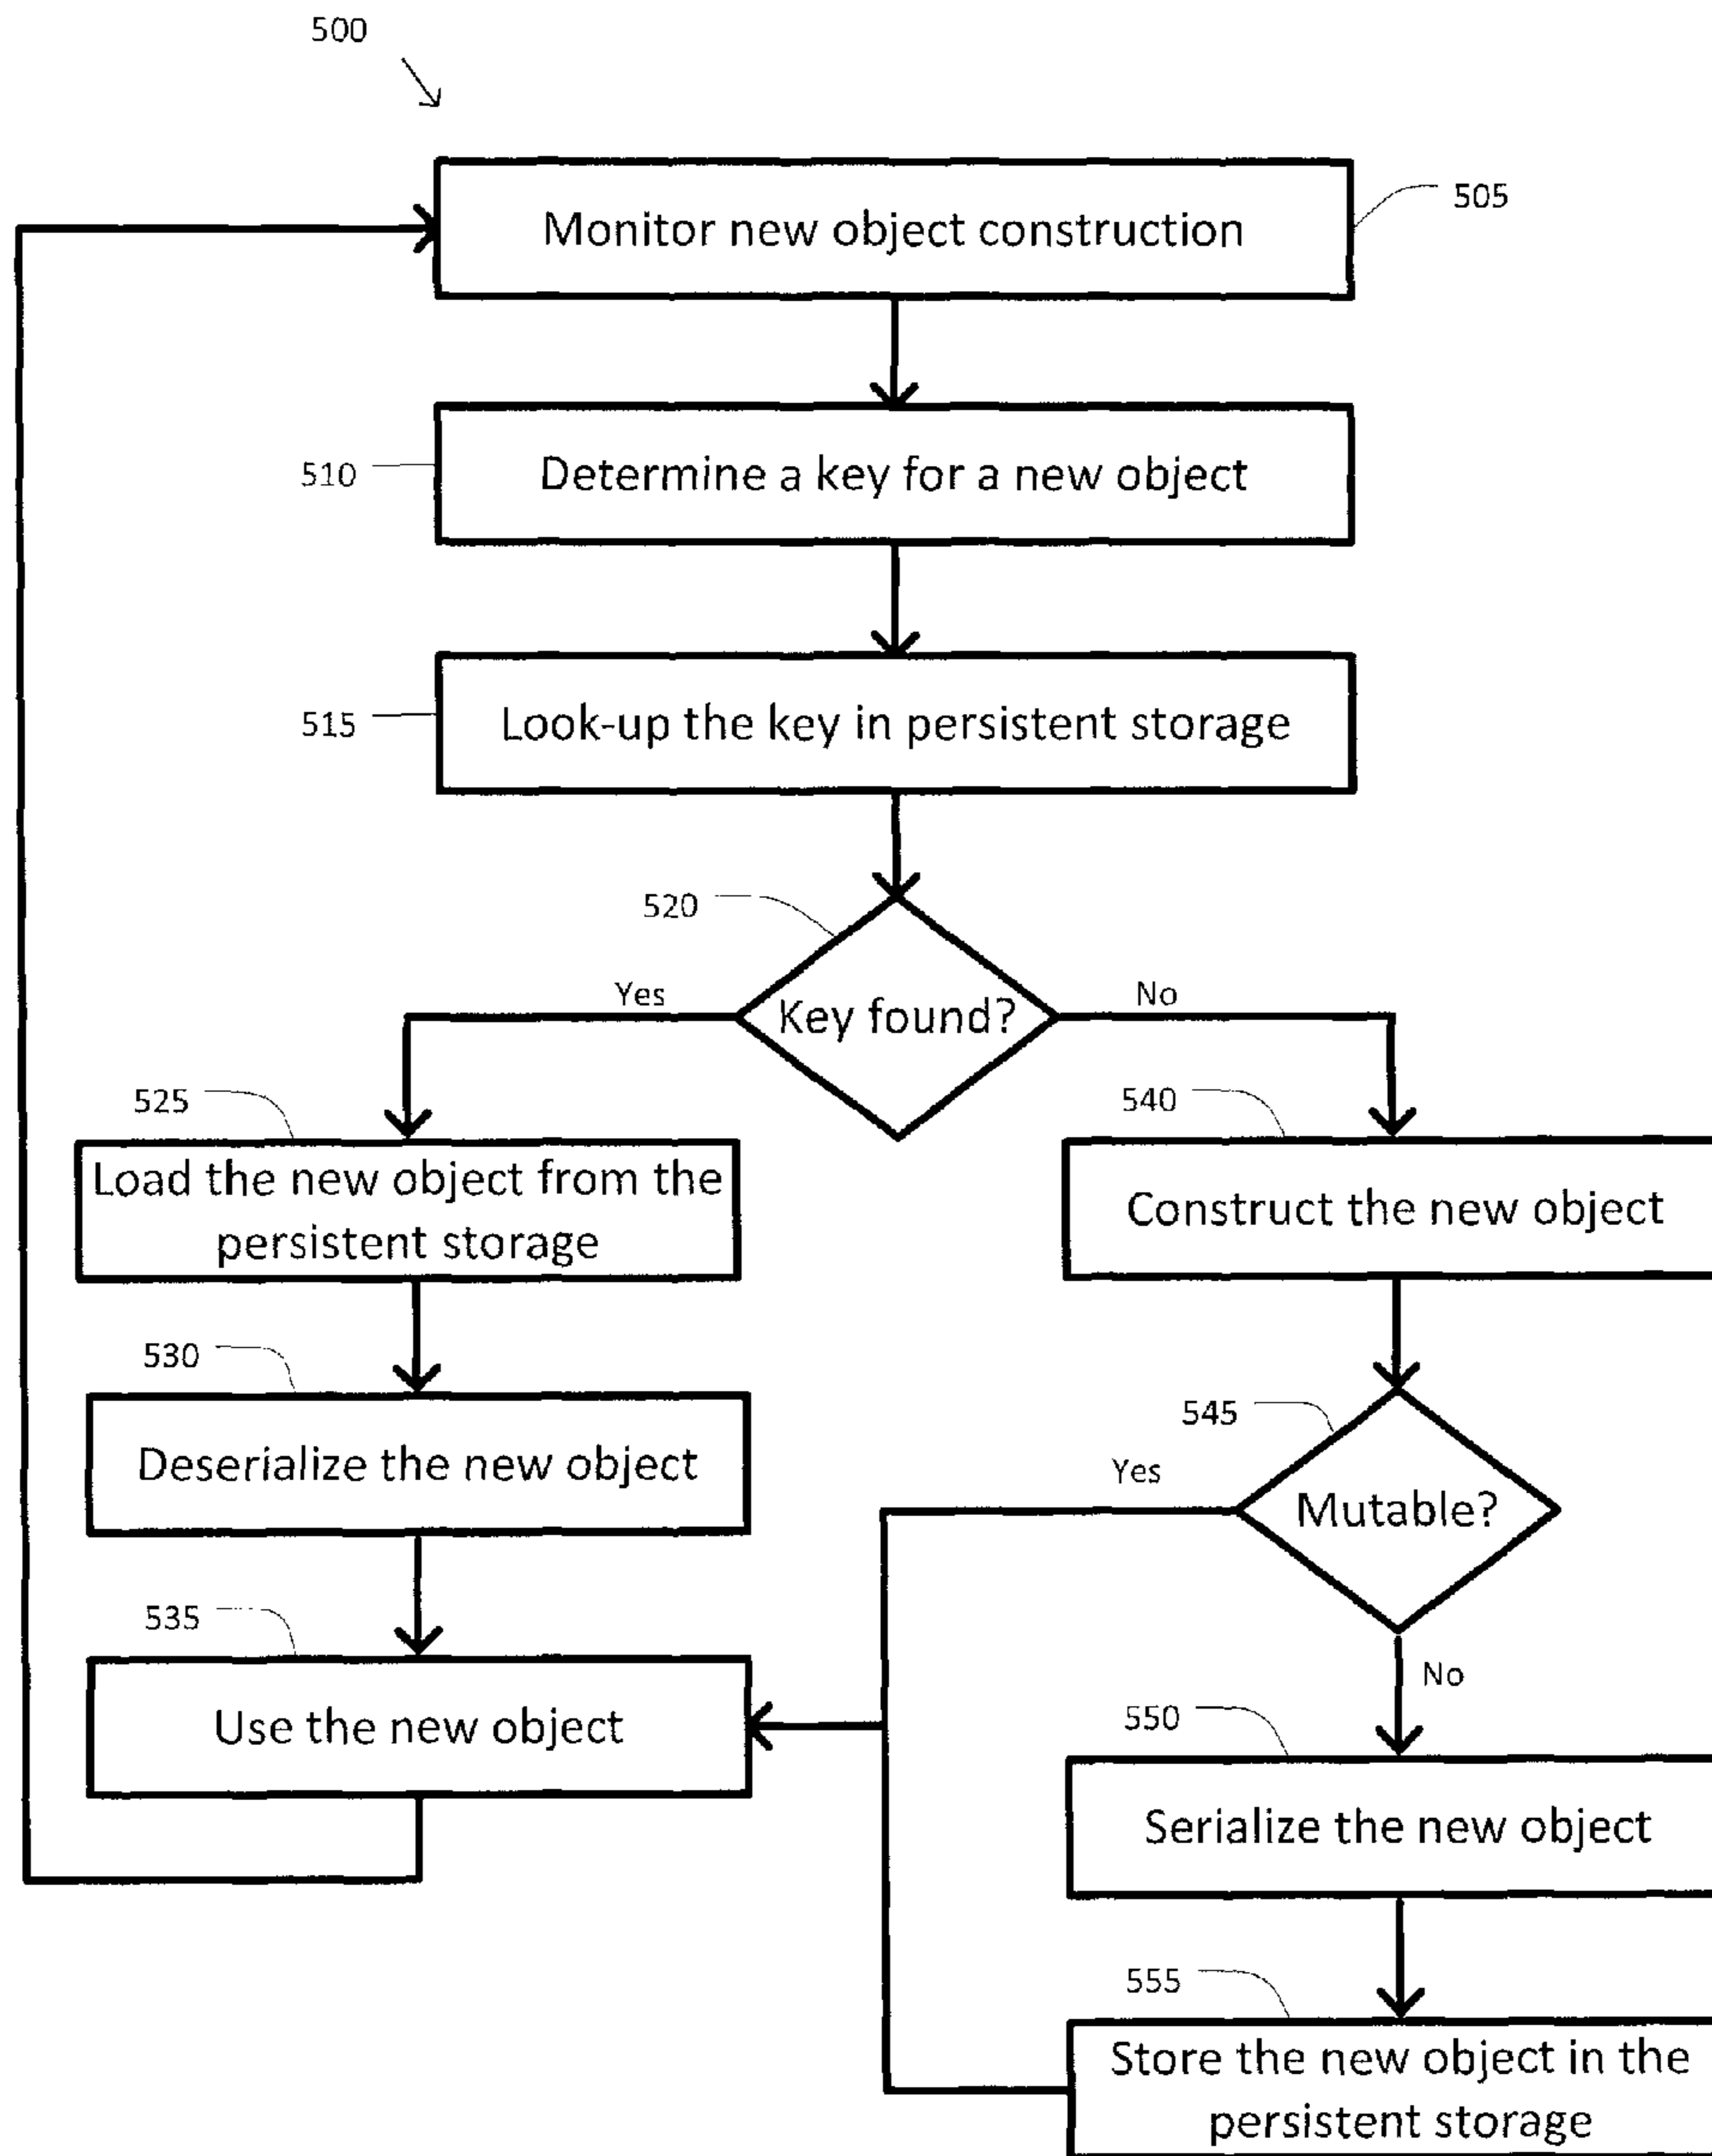 500
Monitor new object construction
505
510
Determine a key for a new object
515
Look-up the key in persistent storage
520
Key found?
Yes
No
525
Load the new object from the
persistent storage
540
Construct the new object
530
Deserialize the new object
545
Mutable?
Yes
No
535
Use the new object
550
Serialize the new object
555
Store the new object in the
persistent storage